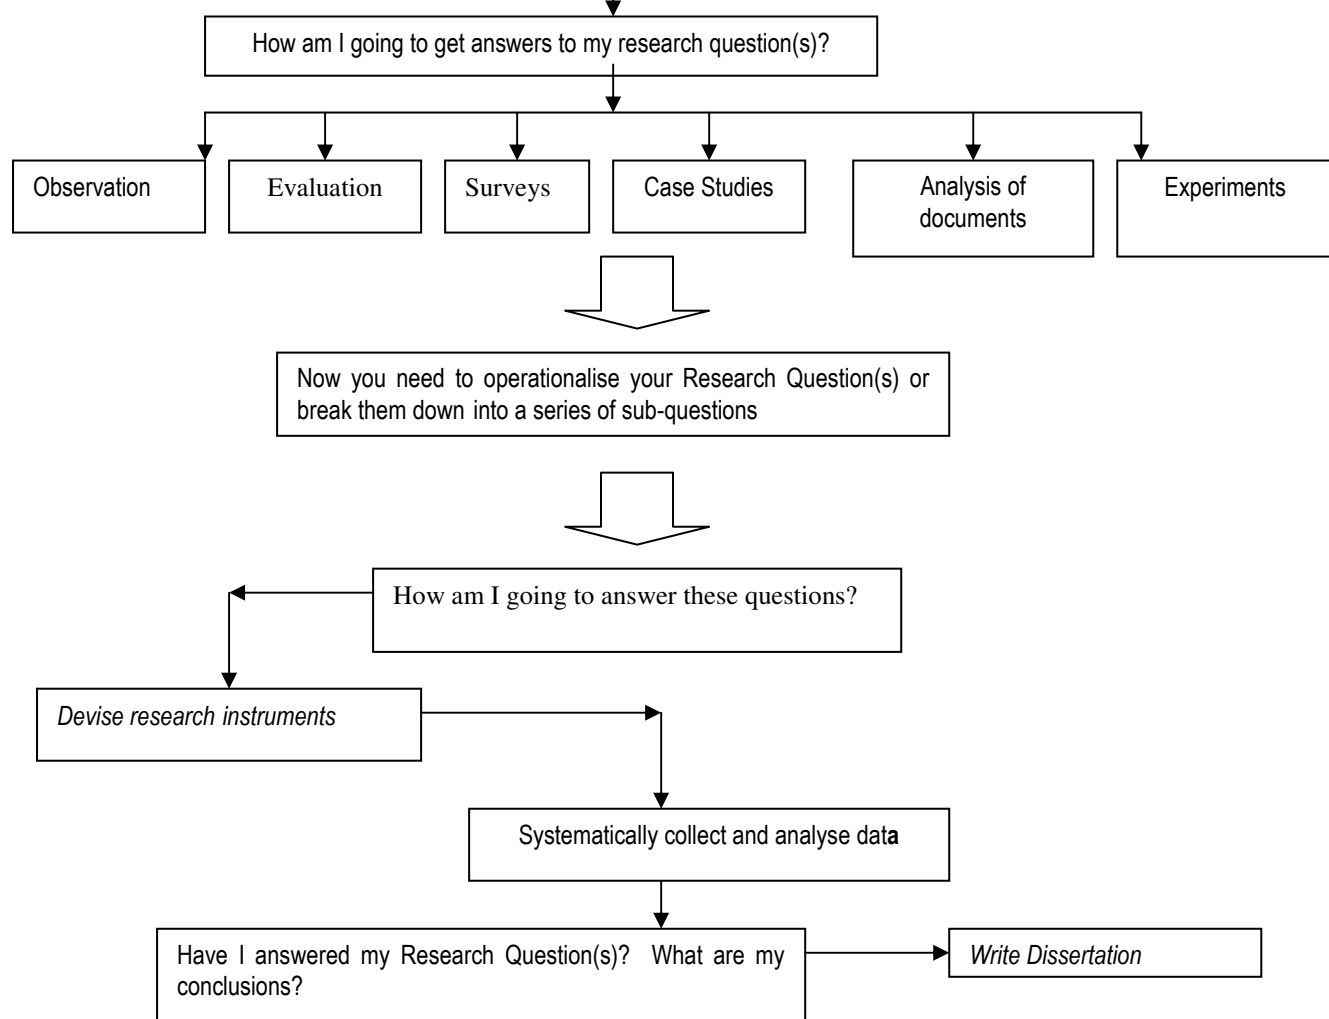 How am I going to get answers to my research question(s)?
Observation
Evaluation
Surveys
Case Studies
Analysis of
documents
Experiments
Now you need to operationalise your Research Question(s) or
break them down into a series of sub-questions
How am I going to answer these questions?
Devise research instruments
Systematically collect and analyse data
Have I answered my Research Question(s)? What are my
conclusions?
Write Dissertation